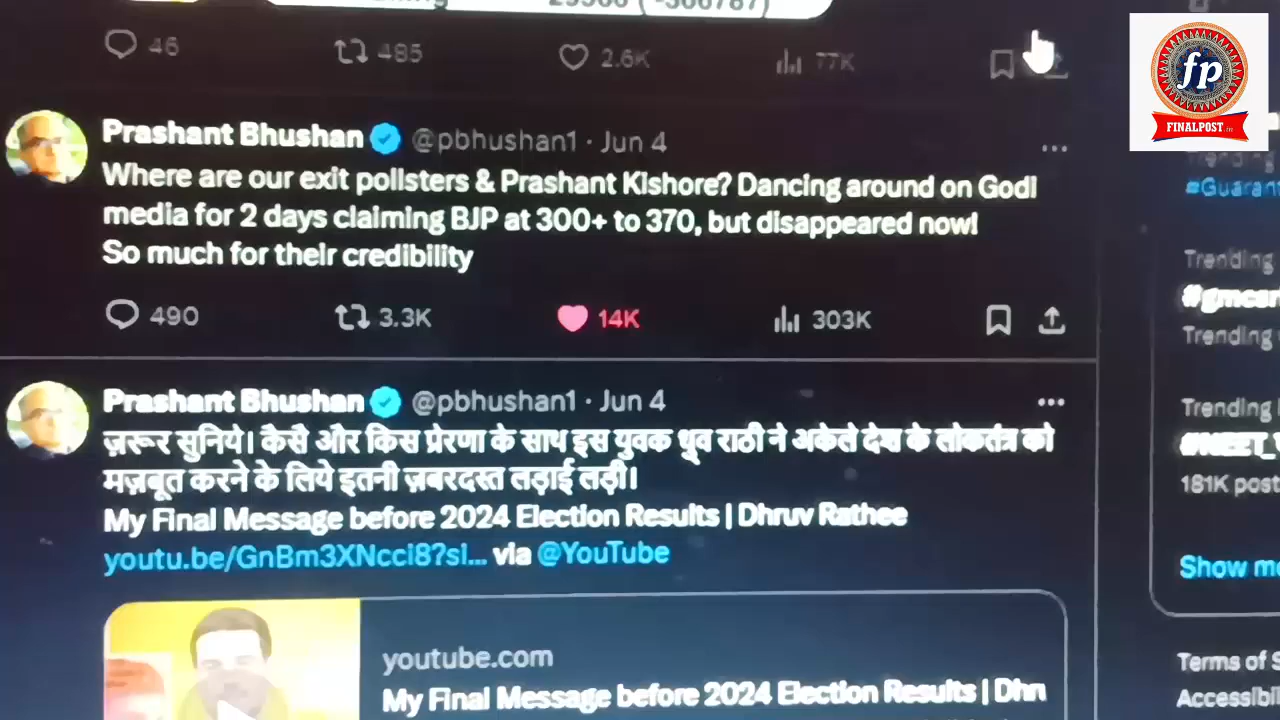 46 485 2.6K 77K
fp
FINALPOST.in
Prashant Bhushan @pbhushan1 · Jun 4
Where are our exit pollsters & Prashant Kishore? Dancing around on Godi
media for 2 days claiming BJP at 300+ to 370, but disappeared now!
So much for their credibility
490 3.3K 14K 303K
Prashant Bhushan @pbhushan1 · Jun 4
ज़रूर सुनिये। कैसे और किस प्रेरणा के साथ इस युवक ध्रुव राठी ने अकेले देश के लोकतंत्र को
मज़बूत करने के लिये इतनी ज़बरदस्त लड़ाई लड़ी।
My Final Message before 2024 Election Results | Dhruv Rathee
youtu.be/GnBm3XNcci8?si... via @YouTube
youtube.com
My Final Message before 2024 Election Results | Dhr
Trending
#Guaran
Trending
Trending
Trending
#NEET_
181K post
Show mo
Terms of S
Accessibi